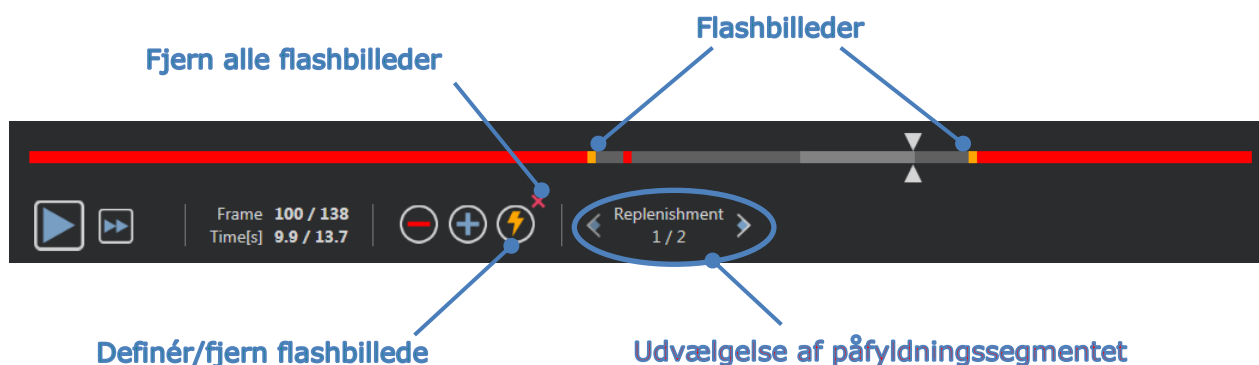 Flashbilleder
Fjern alle flashbilleder
Frame 100 / 138
Time[s] 9.9 / 13.7
Replenishment
1 / 2
Definér/fjern flashbillede
Udvælgelse af påfyldningssegmentet